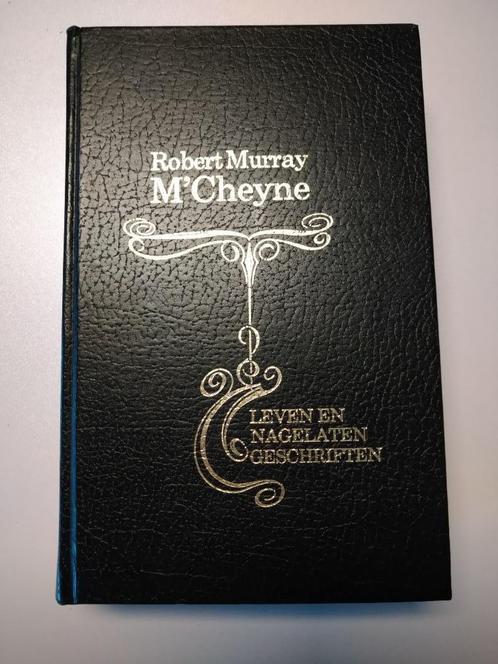 Robert Murray
M'Cheyne
LEVEN EN
NAGELATEN
GESCHRIFTEN